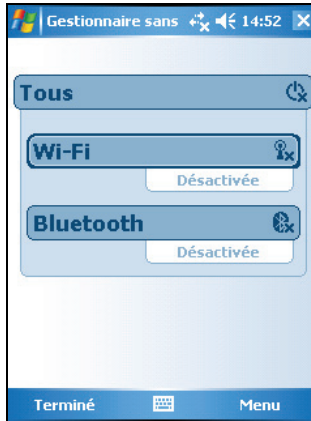 Gestionnaire sans 14:52
Tous
Wi-Fi
Désactivée
Bluetooth
Désactivée
Terminé Menu